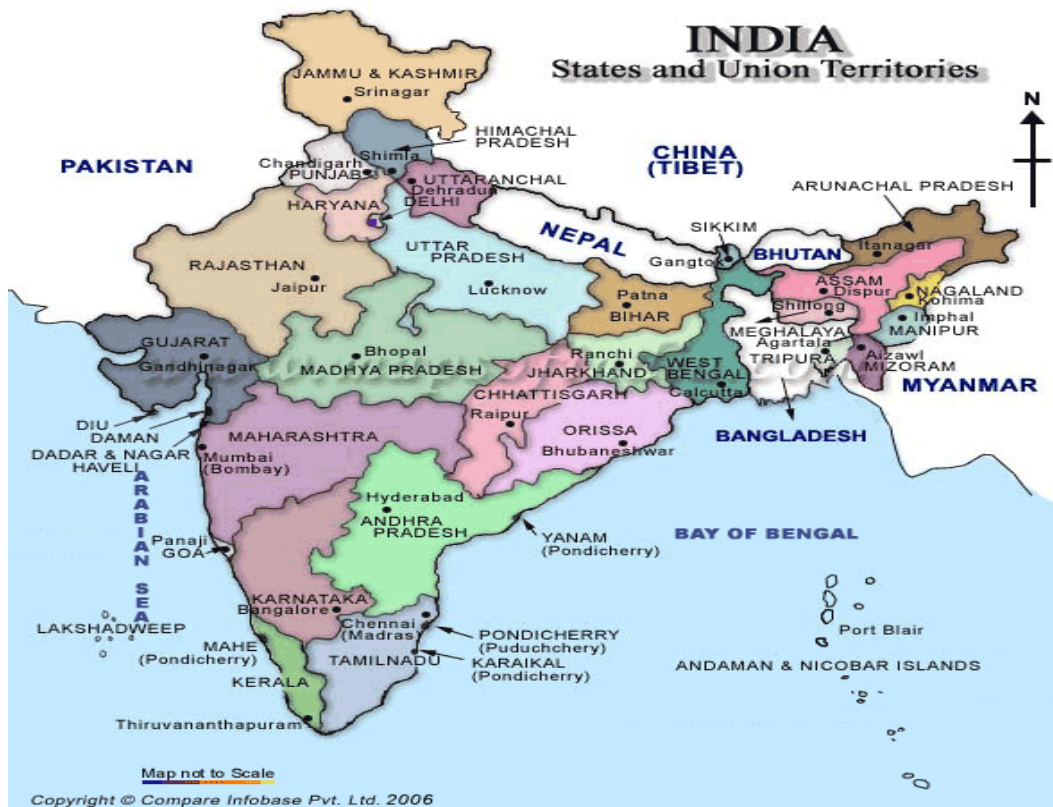 INDIA
States and Union Territories
N
JAMMU & KASHMIR
Srinagar
HIMACHAL
PRADESH
PAKISTAN
CHINA
(TIBET)
Chandigarh
Shimla
PUNJAB
UTTARANCHAL
Dehradun
ARUNACHAL PRADESH
HARYANA
DELHI
SIKKIM
NEPAL
BHUTAN
Itanagar
UTTAR
PRADESH
Gangtok
RAJASTHAN
Jaipur
Lucknow
ASSAM
Dispur
NAGALAND
Kohima
Patna
BIHAR
Shillong
Imphal
MANIPUR
MEGHALAYA
Agartala
TRIPURA
Aizawl
MIZORAM
GUJARAT
Gandhinagar
Bhopal
MADHYA PRADESH
Ranchi
JHARKHAND
WEST
BENGAL
Calcutta
MYANMAR
CHHATTISGARH
Raipur
DIU
DAMAN
DADAR & NAGAR
HAVELI
MAHARASHTRA
Mumbai
(Bombay)
ORISSA
Bhubaneshwar
BANGLADESH
ARABIAN SEA
Hyderabad
ANDHRA
PRADESH
YANAM
(Pondicherry)
BAY OF BENGAL
Panaji
GOA
KARNATAKA
Bangalore
Chennai
(Madras)
LAKSHADWEEP
MAHE
(Pondicherry)
PONDICHERRY
(Puduchchery)
KARAIKAL
(Pondicherry)
TAMILNADU
KERALA
Port Blair
ANDAMAN & NICOBAR ISLANDS
Thiruvananthapuram
Map not to Scale
Copyright © Compare Infobase Pvt. Ltd. 2006